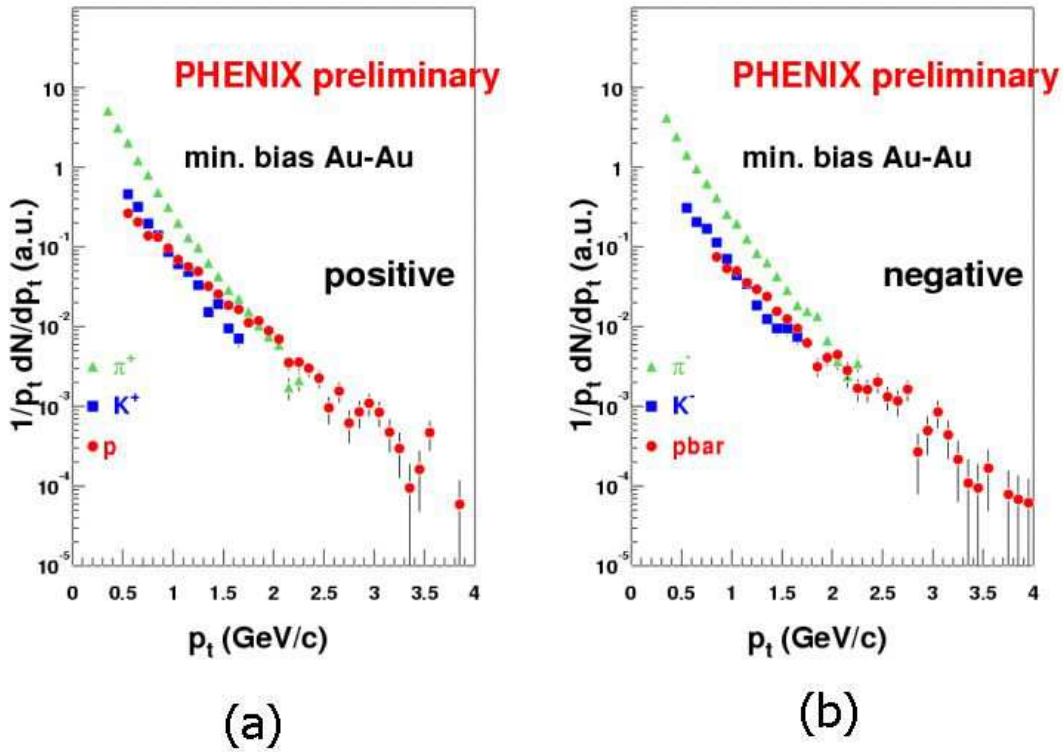 PHENIX preliminary
min. bias Au-Au
positive
1/pt dN/dpt (a.u.)
10
1
10⁻¹
10⁻²
10⁻³
10⁻⁴
10⁻⁵
π⁺
K⁺
p
0 0.5 1 1.5 2 2.5 3 3.5 4
pt (GeV/c)
(a)
PHENIX preliminary
min. bias Au-Au
negative
1/pt dN/dpt (a.u.)
10
1
10⁻¹
10⁻²
10⁻³
10⁻⁴
10⁻⁵
π⁻
K⁻
pbar
0 0.5 1 1.5 2 2.5 3 3.5 4
pt (GeV/c)
(b)